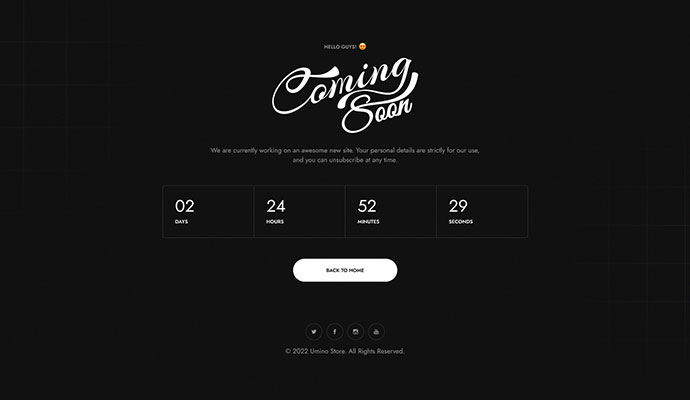 HELLO GUYS! 😍
Coming
Soon
We are currently working on an awesome new site. Your personal details are strictly for our use,
and you can unsubscribe at any time.
02 24 52 29
DAYS HOURS MINUTES SECONDS
BACK TO HOME
© 2022 Umino Store. All Rights Reserved.